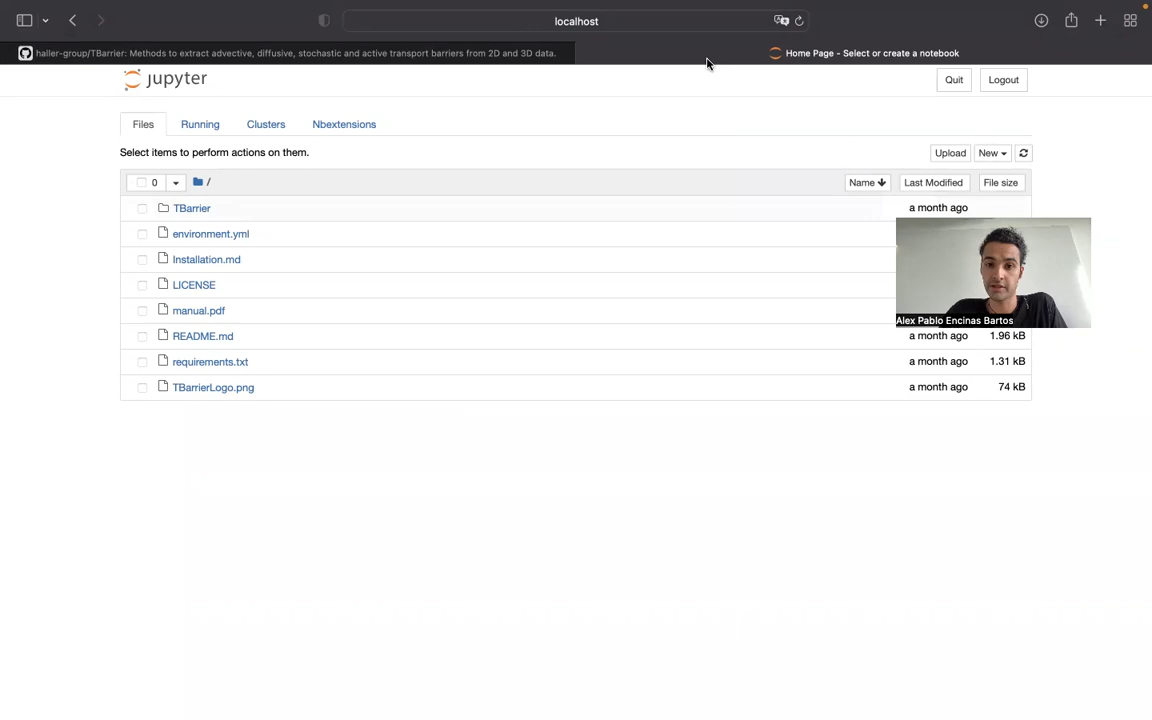 localhost
haller-group/TBarrier: Methods to extract advective, diffusive, stochastic and active transport barriers from 2D and 3D data.
Home Page - Select or create a notebook
jupyter
Quit
Logout
Files
Running
Clusters
Nbextensions
Select items to perform actions on them.
Upload
New
0
/
Name
Last Modified
File size
TBarrier
a month ago
environment.yml
Installation.md
LICENSE
manual.pdf
Alex Pablo Encinas Bartos
README.md
a month ago
1.96 kB
requirements.txt
a month ago
1.31 kB
TBarrierLogo.png
a month ago
74 kB